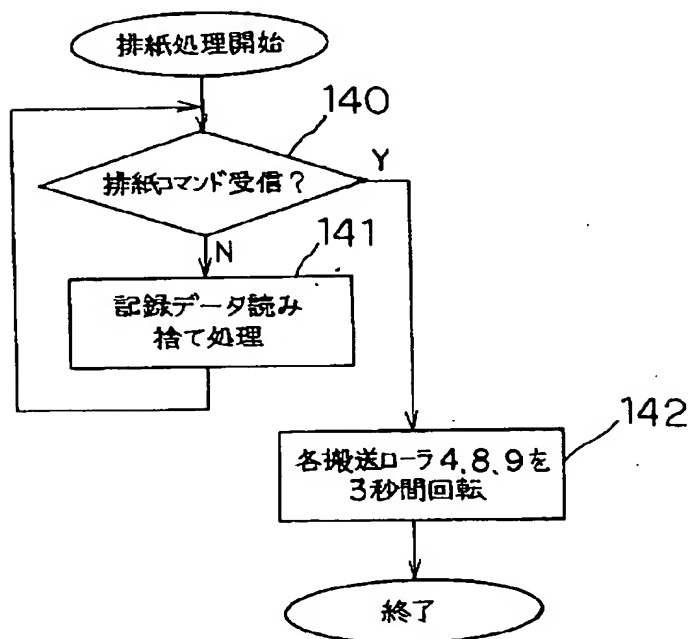 排紙処理開始
140
排紙コマンド受信？
Y
N
141
記録データ読み
捨て処理
142
各搬送ローラ4、8、9を
3秒間回転
終了